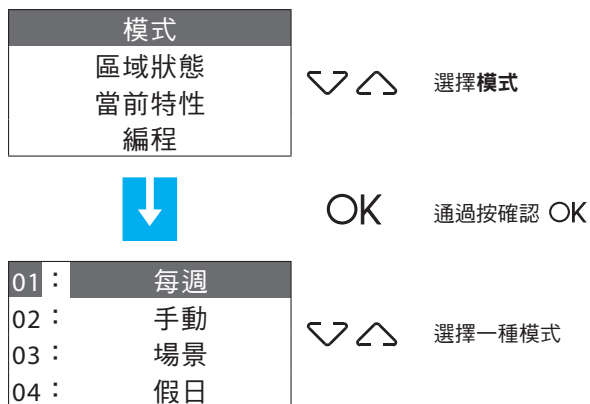 模式
區域狀態
當前特性
編程
選擇模式
OK
通過按確認 OK
01： 每週
02： 手動
03： 場景
04： 假日
選擇一種模式